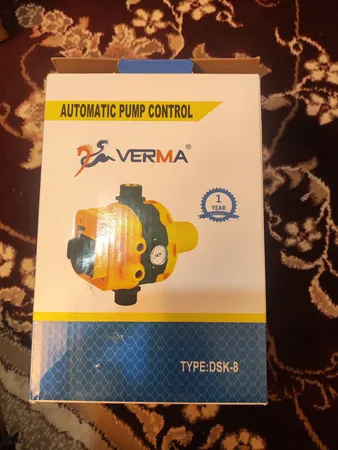 AUTOMATIC PUMP CONTROL
VERMA®
1
YEAR
TYPE:DSK-8